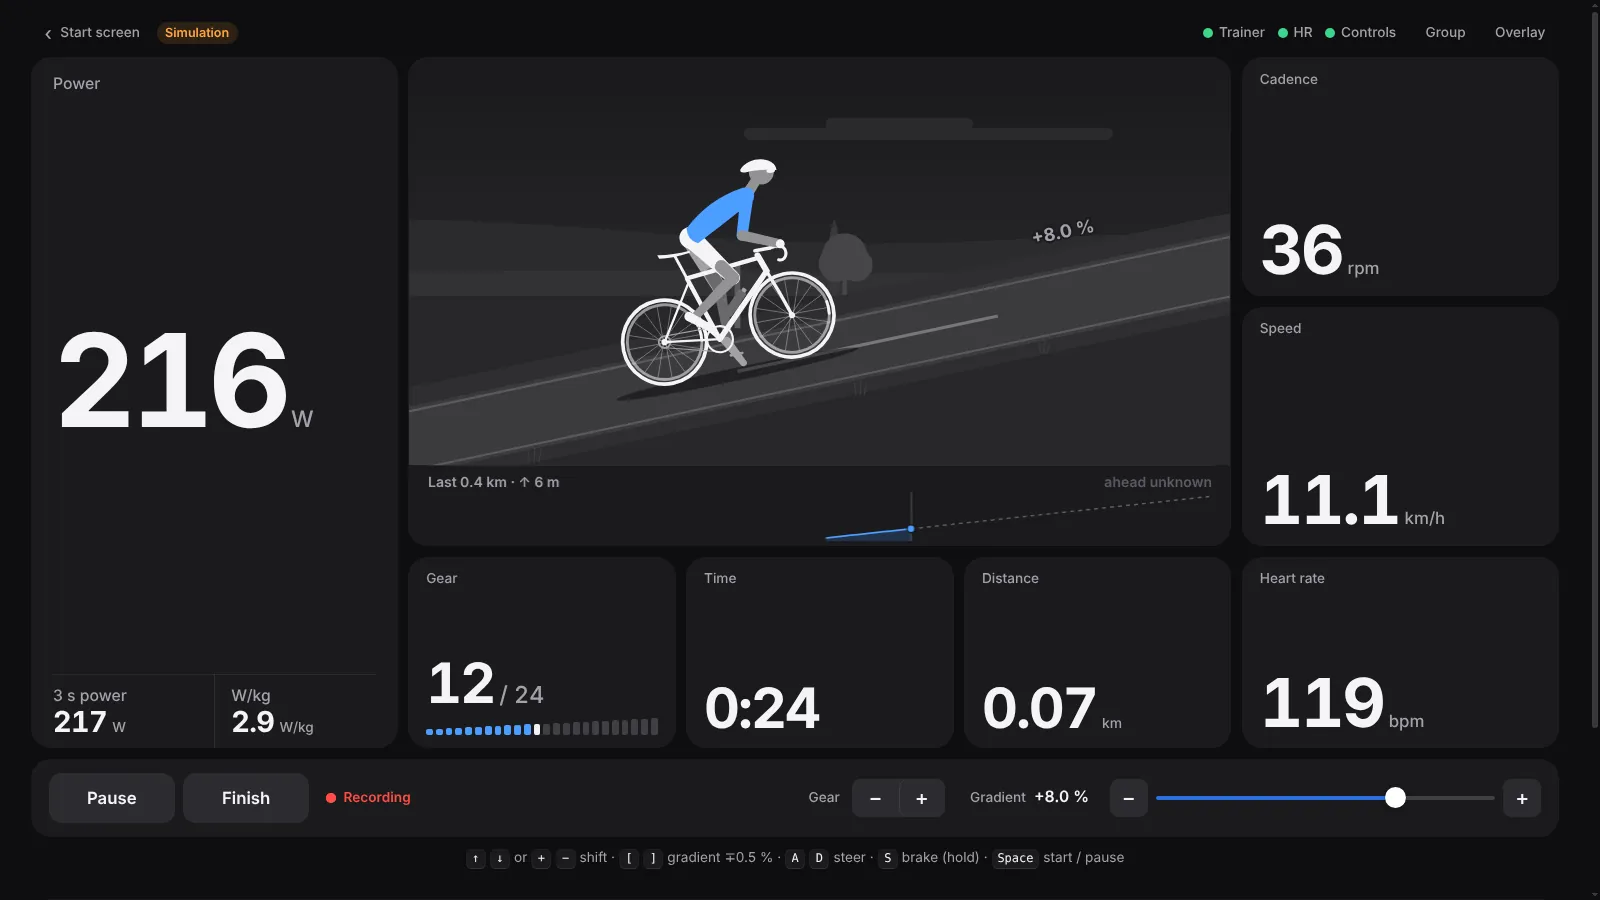 ‹ Start screen Simulation
Trainer HR Controls Group Overlay
Power
216 W
3 s power
217 W
W/kg
2.9 W/kg
+8.0 %
Last 0.4 km · ↑ 6 m
ahead unknown
Cadence
36 rpm
Speed
11.1 km/h
Gear
12 / 24
Time
0:24
Distance
0.07 km
Heart rate
119 bpm
Pause Finish Recording
Gear − + Gradient +8.0 % − +
↑ ↓ or + − shift · [ ] gradient ∓0.5 % · A D steer · S brake (hold) · Space start / pause